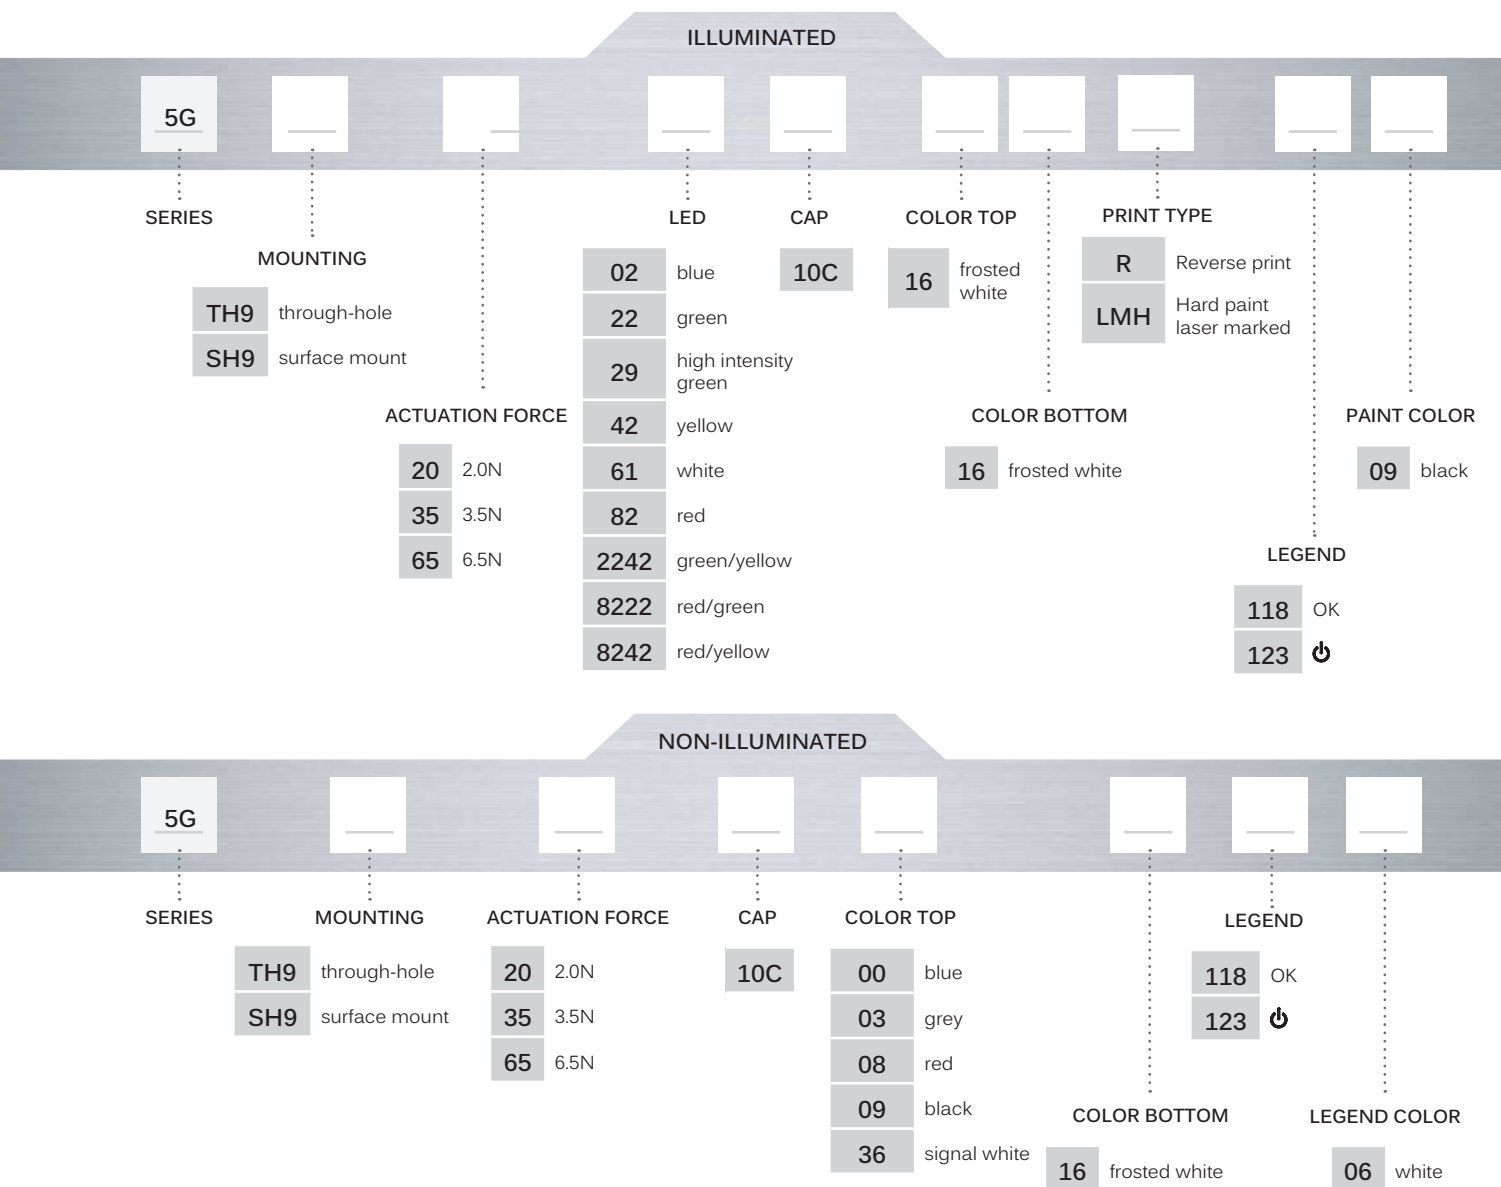 ILLUMINATED
5G
SERIES
MOUNTING
TH9 through-hole
SH9 surface mount
ACTUATION FORCE
20 2.0N
35 3.5N
65 6.5N
LED
02 blue
22 green
29 high intensity
green
42 yellow
61 white
82 red
2242 green/yellow
8222 red/green
8242 red/yellow
CAP
10C
COLOR TOP
16 frosted
white
COLOR BOTTOM
16 frosted white
PRINT TYPE
R Reverse print
LMH Hard paint
laser marked
LEGEND
118 OK
123
PAINT COLOR
09 black
NON-ILLUMINATED
5G
SERIES
MOUNTING
TH9 through-hole
SH9 surface mount
ACTUATION FORCE
20 2.0N
35 3.5N
65 6.5N
CAP
10C
COLOR TOP
00 blue
03 grey
08 red
09 black
36 signal white
COLOR BOTTOM
16 frosted white
LEGEND
118 OK
123
LEGEND COLOR
06 white